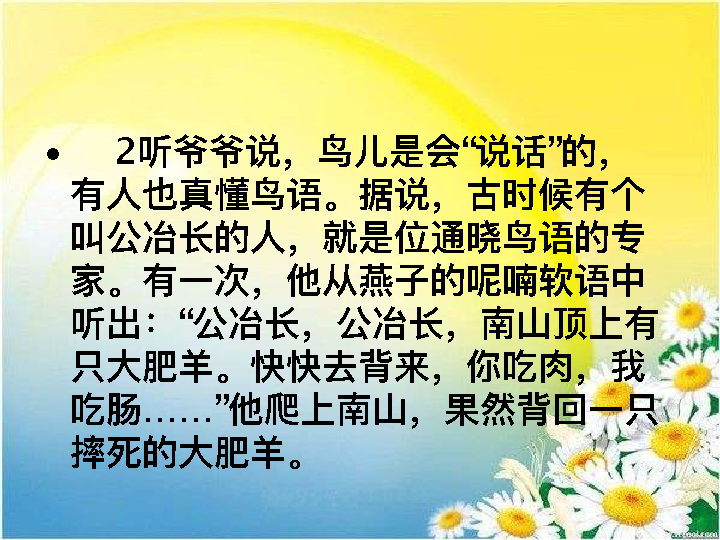 • 2听爷爷说，鸟儿是会“说话”的，
有人也真懂鸟语。据说，古时候有个
叫公冶长的人，就是位通晓鸟语的专
家。有一次，他从燕子的呢喃软语中
听出：“公冶长，公冶长，南山顶上有
只大肥羊。快快去背来，你吃肉，我
吃肠……”他爬上南山，果然背回一只
摔死的大肥羊。